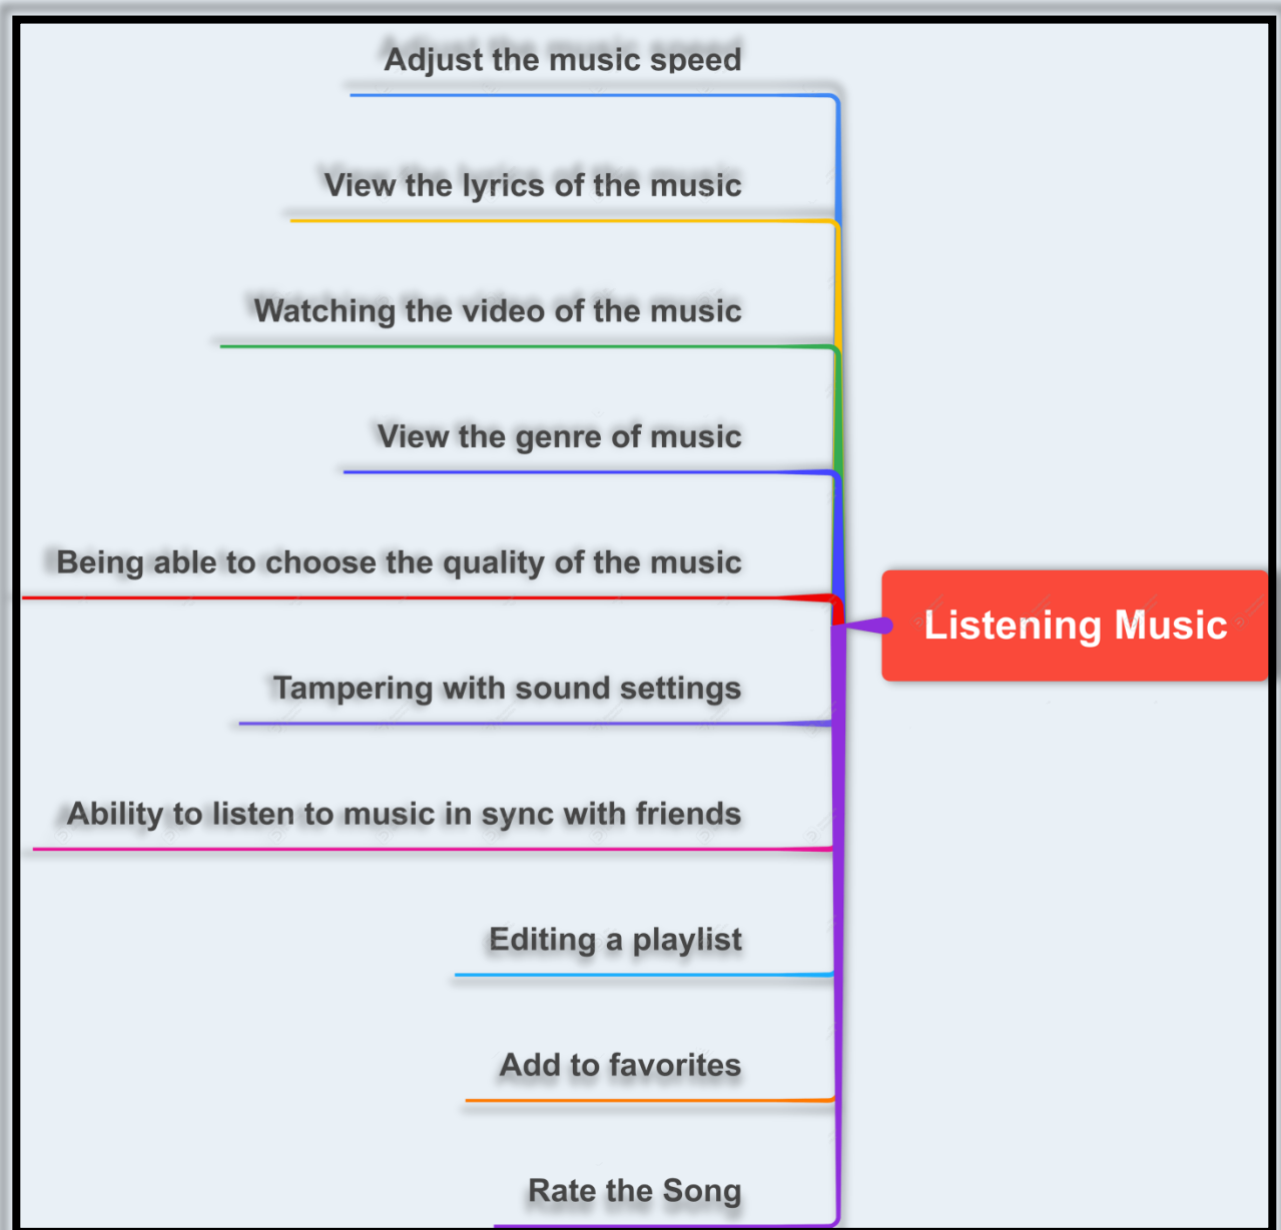 Adjust the music speed
View the lyrics of the music
Watching the video of the music
View the genre of music
Being able to choose the quality of the music
Listening Music
Tampering with sound settings
Ability to listen to music in sync with friends
Editing a playlist
Add to favorites
Rate the Song